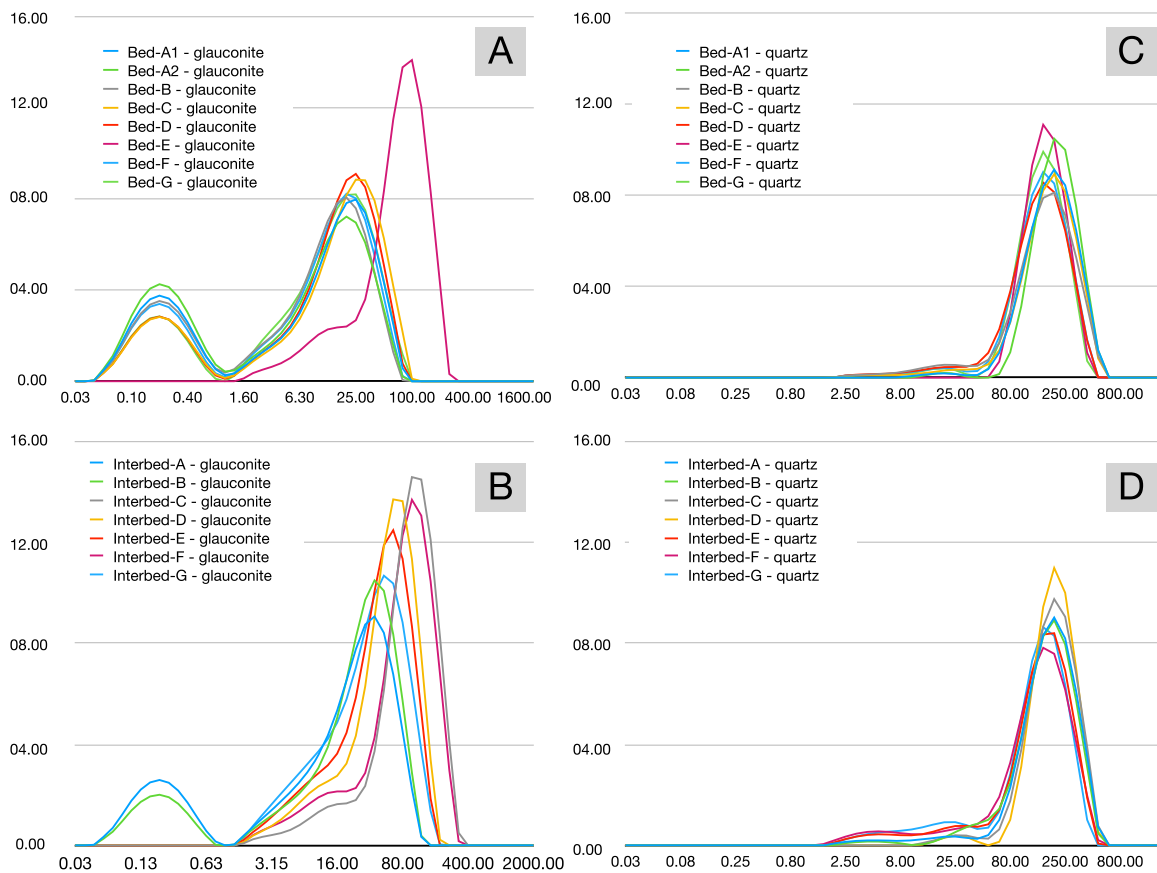 A
16.00
Bed-A1 - glauconite
Bed-A2 - glauconite
Bed-B - glauconite
Bed-C - glauconite
Bed-D - glauconite
Bed-E - glauconite
Bed-F - glauconite
Bed-G - glauconite
12.00
08.00
04.00
0.00
0.03 0.10 0.40 1.60 6.30 25.00 100.00 400.00 1600.00
C
16.00
Bed-A1 - quartz
Bed-A2 - quartz
Bed-B - quartz
Bed-C - quartz
Bed-D - quartz
Bed-E - quartz
Bed-F - quartz
Bed-G - quartz
12.00
08.00
04.00
0.00
0.03 0.08 0.25 0.80 2.50 8.00 25.00 80.00 250.00 800.00
B
16.00
Interbed-A - glauconite
Interbed-B - glauconite
Interbed-C - glauconite
Interbed-D - glauconite
Interbed-E - glauconite
Interbed-F - glauconite
Interbed-G - glauconite
12.00
08.00
04.00
0.00
0.03 0.13 0.63 3.15 16.00 80.00 400.00 2000.00
D
16.00
Interbed-A - quartz
Interbed-B - quartz
Interbed-C - quartz
Interbed-D - quartz
Interbed-E - quartz
Interbed-F - quartz
Interbed-G - quartz
12.00
08.00
04.00
0.00
0.03 0.08 0.25 0.80 2.50 8.00 25.00 80.00 250.00 800.00